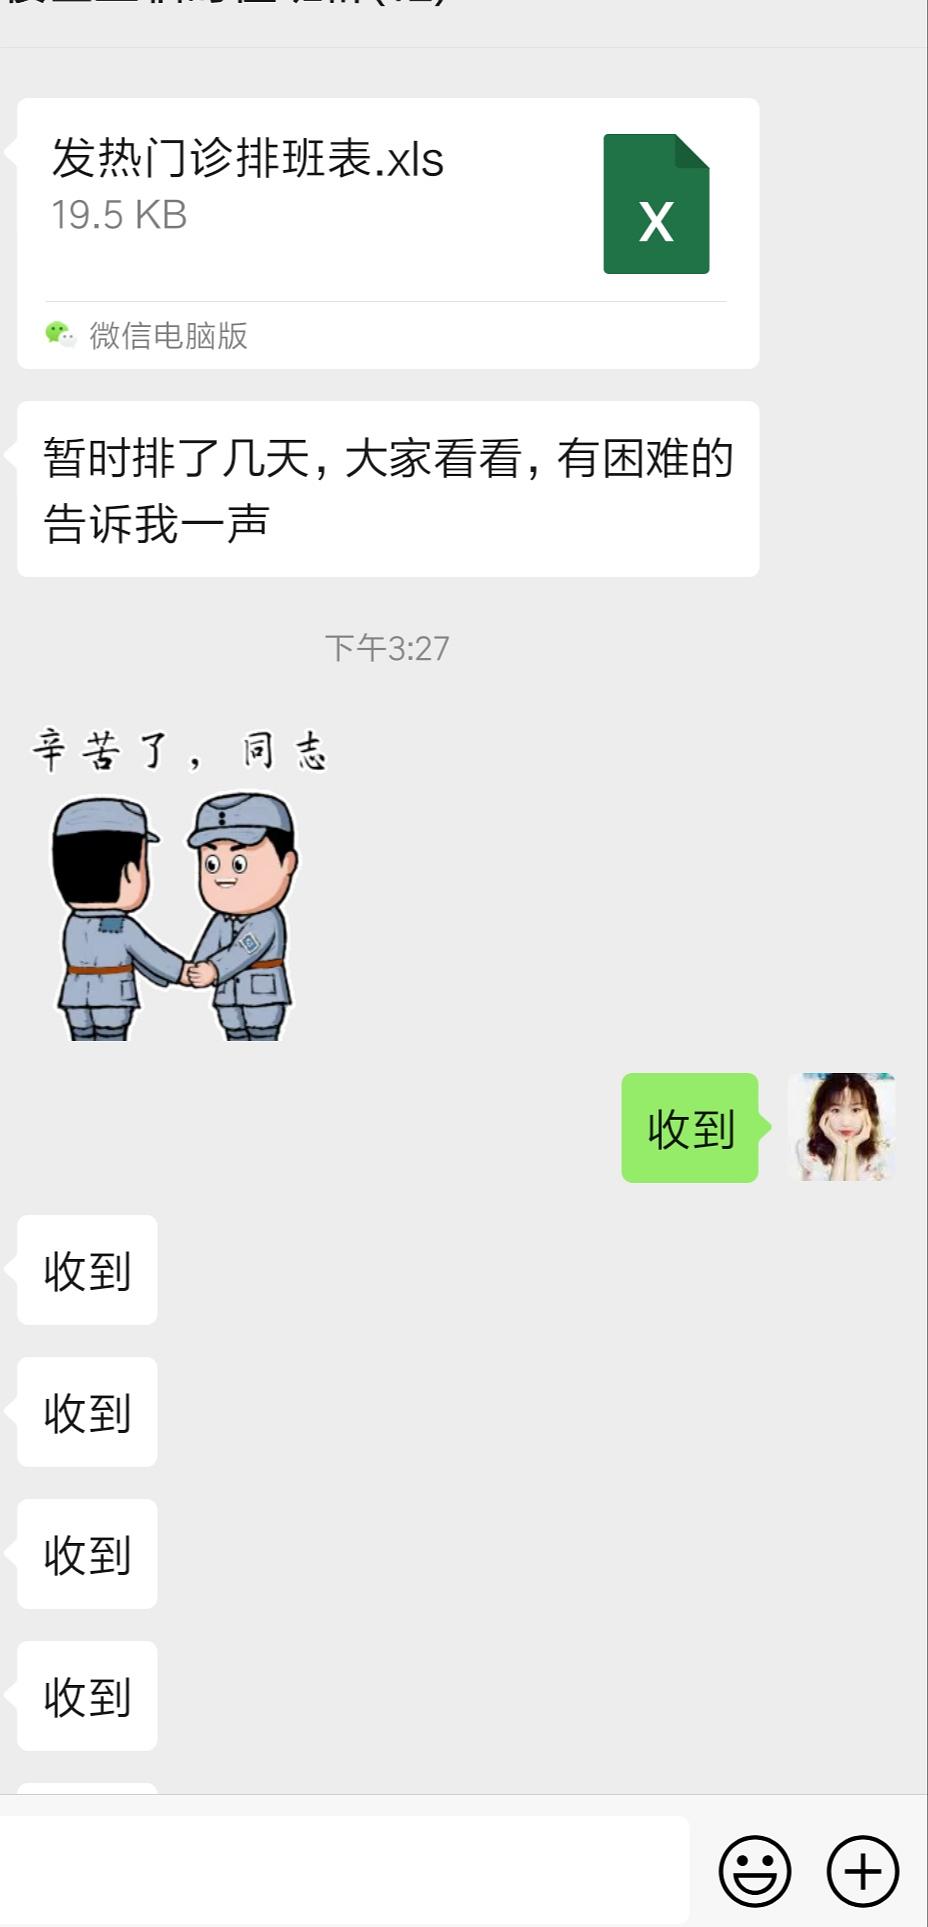 发热门诊排班表.xls
19.5 KB
X
微信电脑版
暂时排了几天, 大家看看, 有困难的
告诉我一声
下午3:27
辛苦了，同志
收到
收到
收到
收到
收到